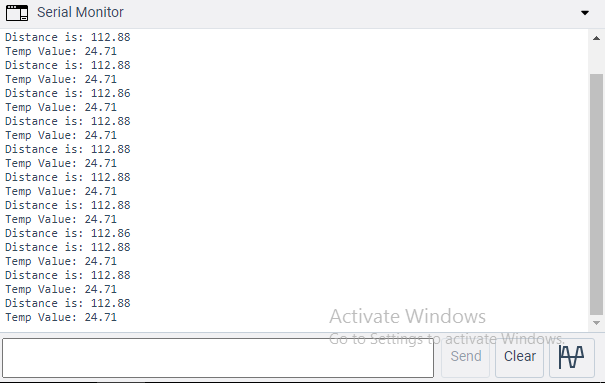 Serial Monitor
Distance is: 112.88
Temp Value: 24.71
Distance is: 112.88
Temp Value: 24.71
Distance is: 112.86
Temp Value: 24.71
Distance is: 112.88
Temp Value: 24.71
Distance is: 112.88
Temp Value: 24.71
Distance is: 112.88
Temp Value: 24.71
Distance is: 112.88
Temp Value: 24.71
Distance is: 112.86
Distance is: 112.88
Temp Value: 24.71
Distance is: 112.88
Temp Value: 24.71
Distance is: 112.88
Temp Value: 24.71
Activate Windows
Go to Settings to activate Windows.
Send Clear